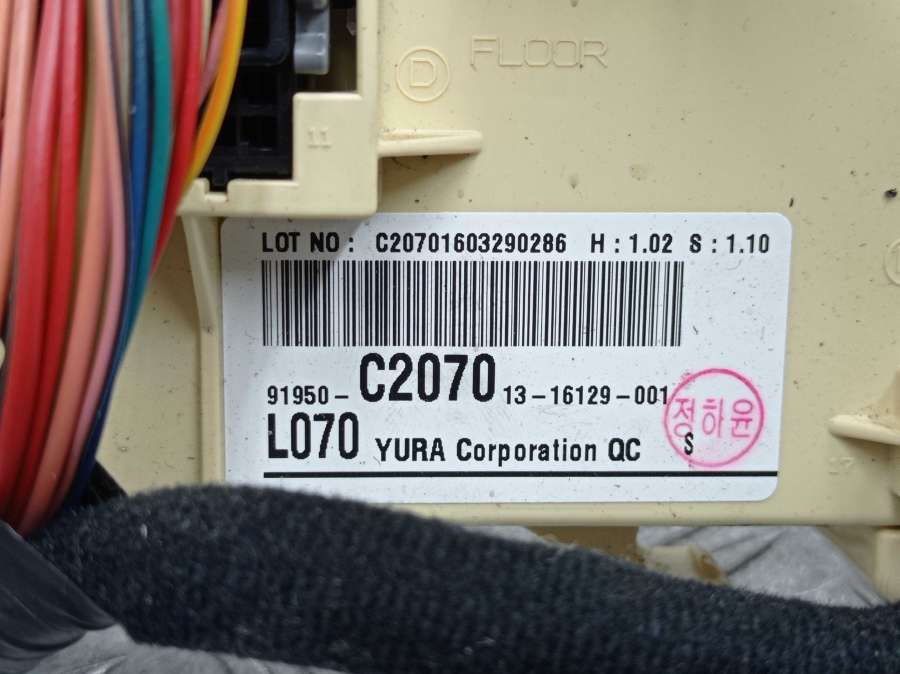 D FLOOR
11
LOT NO : C20701603290286 H : 1.02 S : 1.10
91950-C2070 13-16129-001
L070 YURA Corporation QC S
정하윤